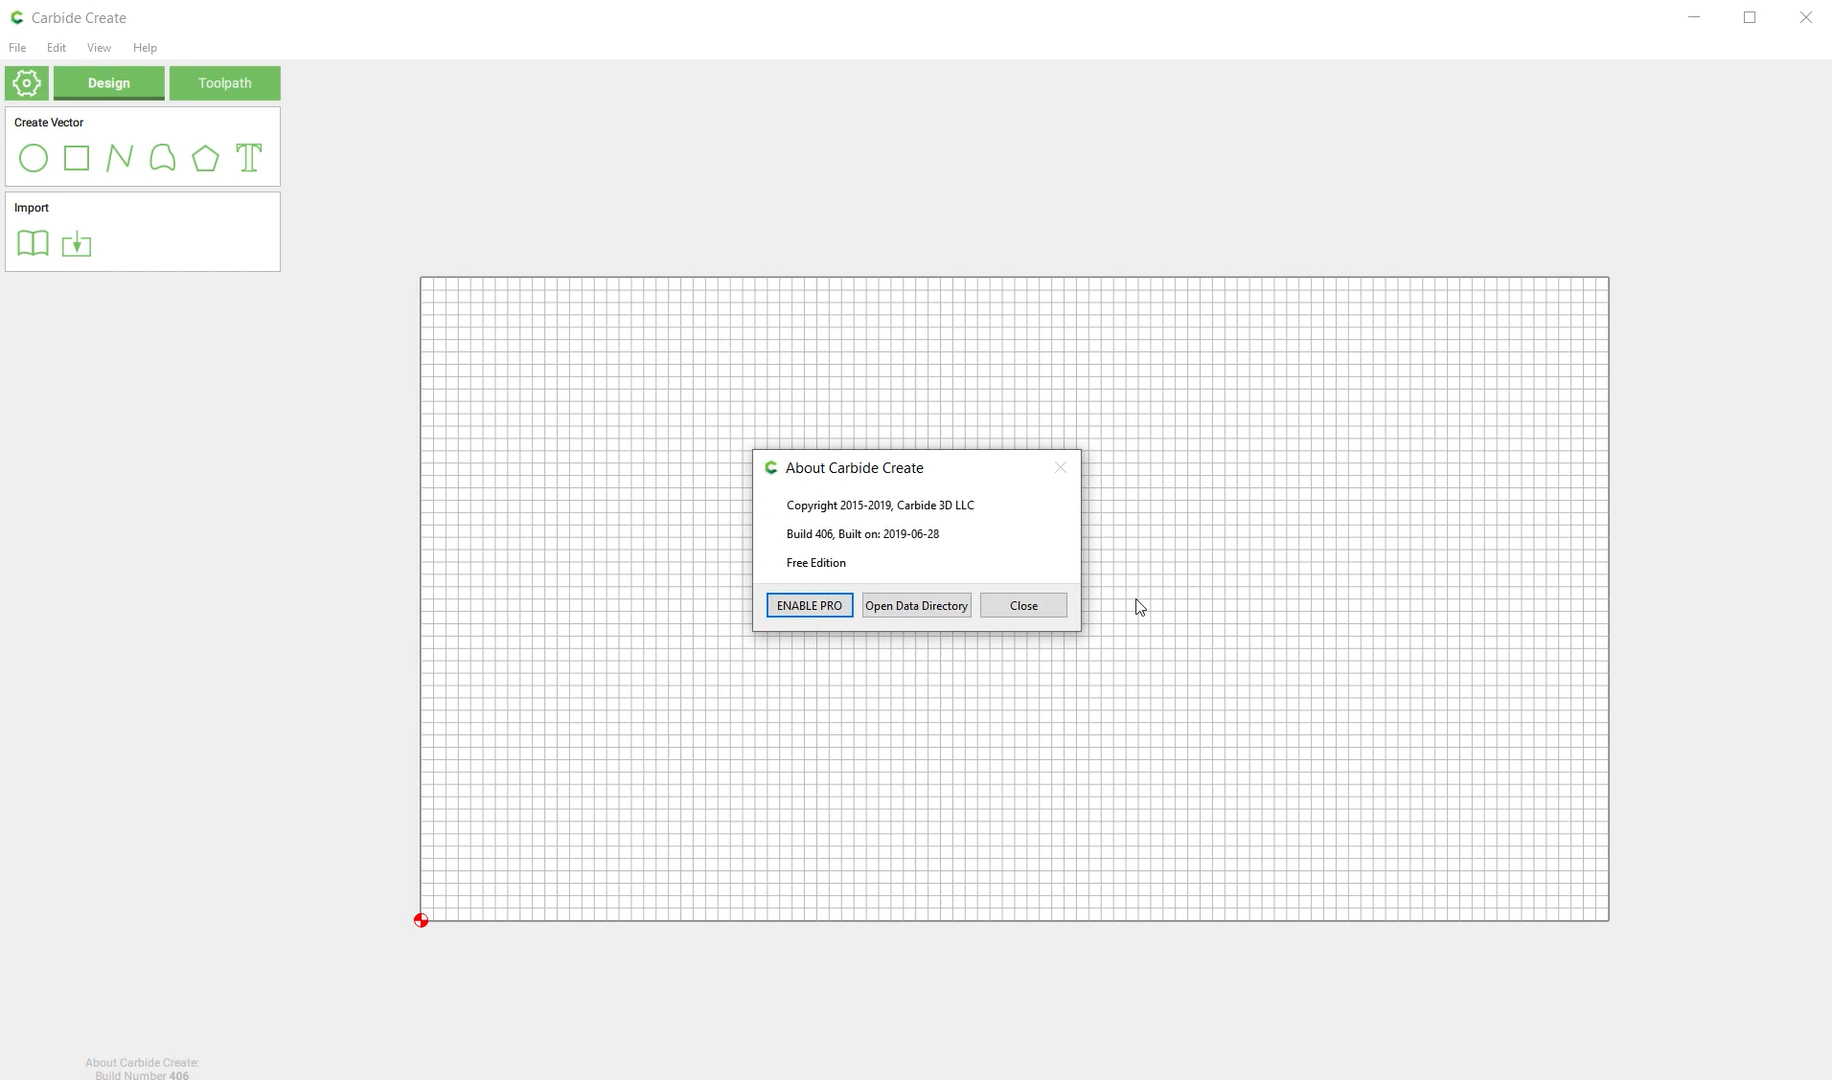 Carbide Create
File Edit View Help
Design Toolpath
Create Vector
T
Import
About Carbide Create
Copyright 2015-2019, Carbide 3D LLC
Build 406, Built on: 2019-06-28
Free Edition
ENABLE PRO Open Data Directory Close
About Carbide Create:
Build Number 406